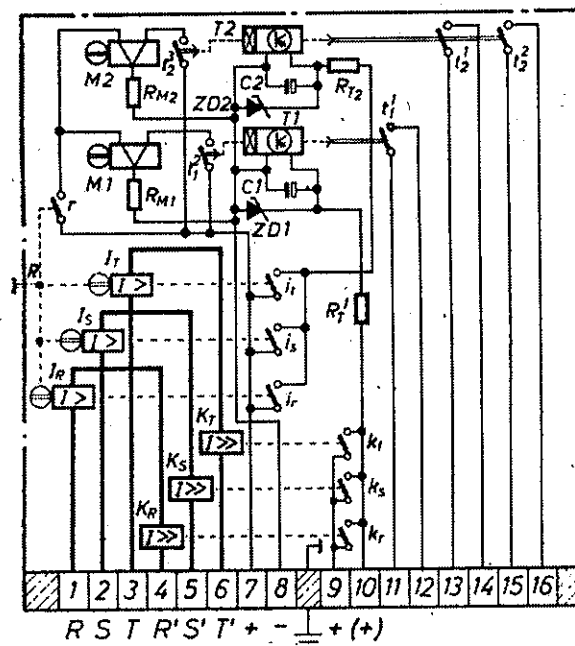 T2
M2
t₂³
RM2
C2
ZD2
RT2
t₂¹
t₂²
T1
M1
t₁²
RM1
C1
ZD1
t₁¹
r
R
IT
I >
it
RT¹
IS
I >
is
IR
I >
ir
KT
I >>
kt
KS
I >>
ks
KR
I >>
kr
1 2 3 4 5 6 7 8 9 10 11 12 13 14 15 16
R S T R' S' T' + - + (+)